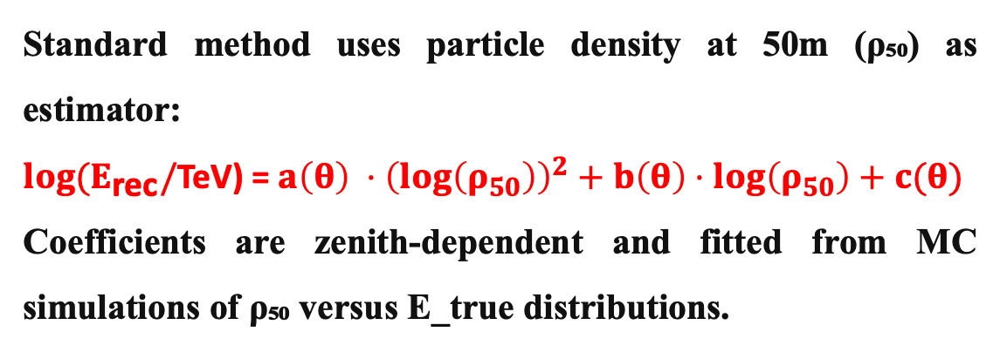 Standard method uses particle density at 50m (ρ₅₀) as
estimator:
log(E_rec/TeV) = a(θ) · (log(ρ₅₀))² + b(θ) · log(ρ₅₀) + c(θ)
Coefficients are zenith-dependent and fitted from MC
simulations of ρ₅₀ versus E_true distributions.